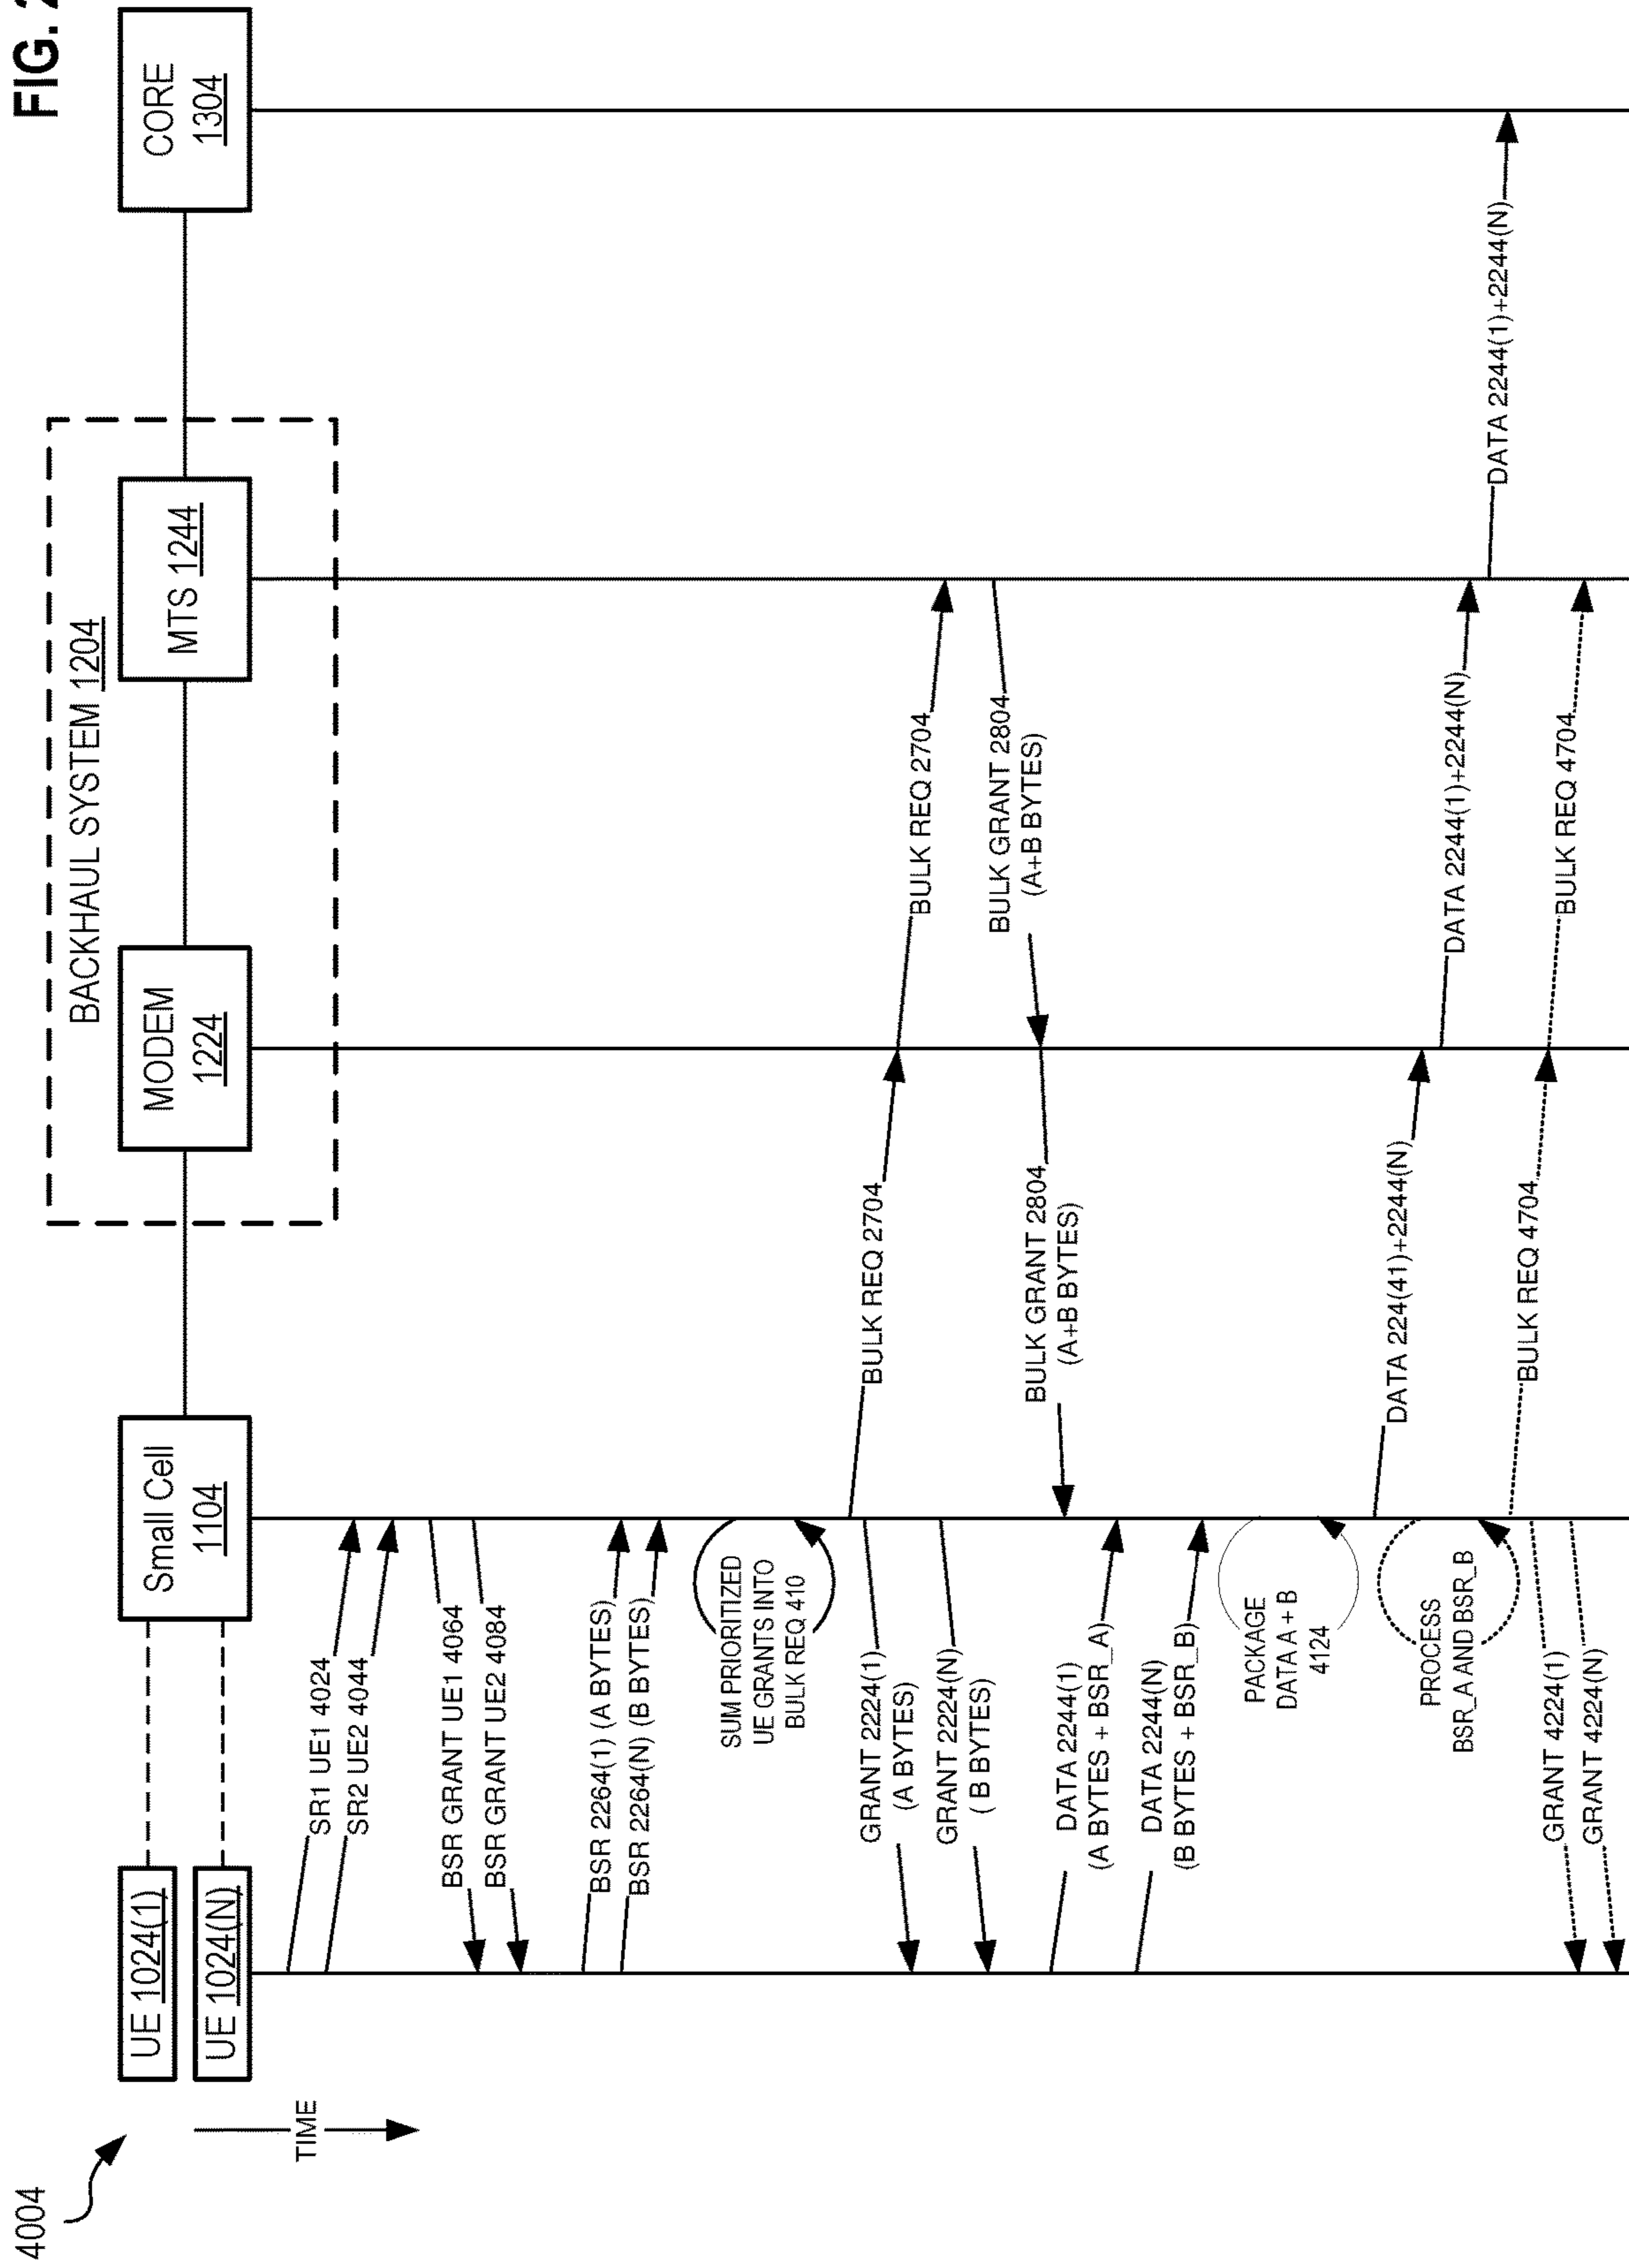 FIG. 2
4004
TIME
UE 1024(1)
UE 1024(N)
Small Cell
1104
BACKHAUL SYSTEM 1204
MODEM
1224
MTS 1244
CORE
1304
SR1 UE1 4024
SR2 UE2 4044
BSR GRANT UE1 4064
BSR GRANT UE2 4084
BSR 2264(1) (A BYTES)
BSR 2264(N) (B BYTES)
SUM PRIORITIZED
UE GRANTS INTO
BULK REQ 410
BULK REQ 2704
BULK REQ 2704
GRANT 2224(1)
(A BYTES)
GRANT 2224(N)
( B BYTES)
BULK GRANT 2804
(A+B BYTES)
BULK GRANT 2804
(A+B BYTES)
DATA 2244(1)
(A BYTES + BSR_A)
DATA 2244(N)
(B BYTES + BSR_B)
PACKAGE
DATA A + B
4124
DATA 224(41)+2244(N)
DATA 2244(1)+2244(N)
DATA 2244(1)+2244(N)
PROCESS
BSR_A AND BSR_B
BULK REQ 4704
BULK REQ 4704
GRANT 4224(1)
GRANT 4224(N)